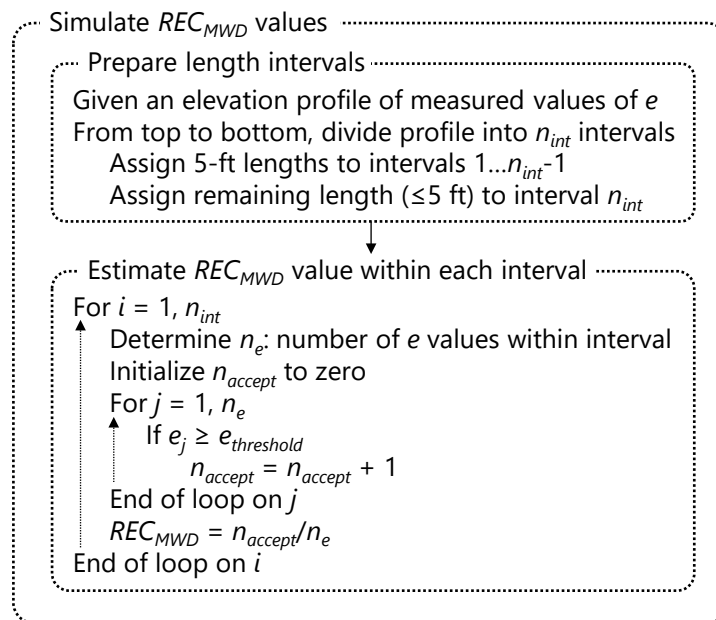 Simulate REC_MWD values
Prepare length intervals
Given an elevation profile of measured values of e
From top to bottom, divide profile into n_int intervals
Assign 5-ft lengths to intervals 1...n_int-1
Assign remaining length (≤5 ft) to interval n_int
Estimate REC_MWD value within each interval
For i = 1, n_int
Determine n_e: number of e values within interval
Initialize n_accept to zero
For j = 1, n_e
If e_j ≥ e_threshold
n_accept = n_accept + 1
End of loop on j
REC_MWD = n_accept/n_e
End of loop on i